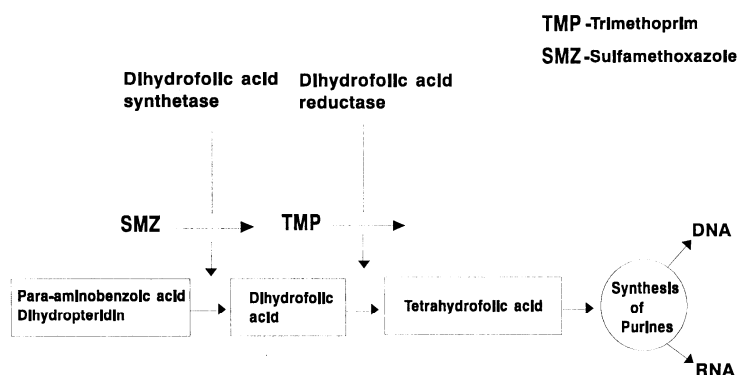 TMP-Trimethoprim
SMZ-Sulfamethoxazole
Dihydrofolic acid
synthetase
Dihydrofolic acid
reductase
SMZ
TMP
DNA
Para-aminobenzoic acid
Dihydropteridin
Dihydrofolic
acid
Tetrahydrofolic acid
Synthesis
of
Purines
RNA